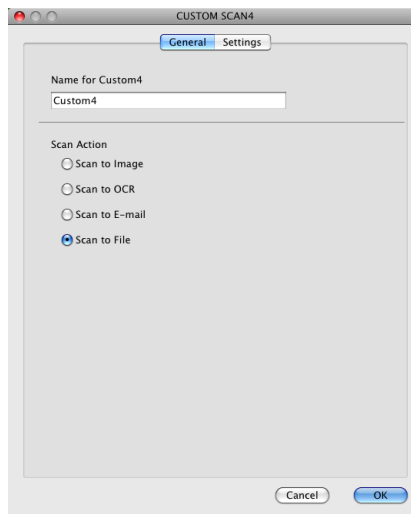 CUSTOM SCAN4
General Settings
Name for Custom4
Custom4
Scan Action
Scan to Image
Scan to OCR
Scan to E-mail
Scan to File
Cancel OK